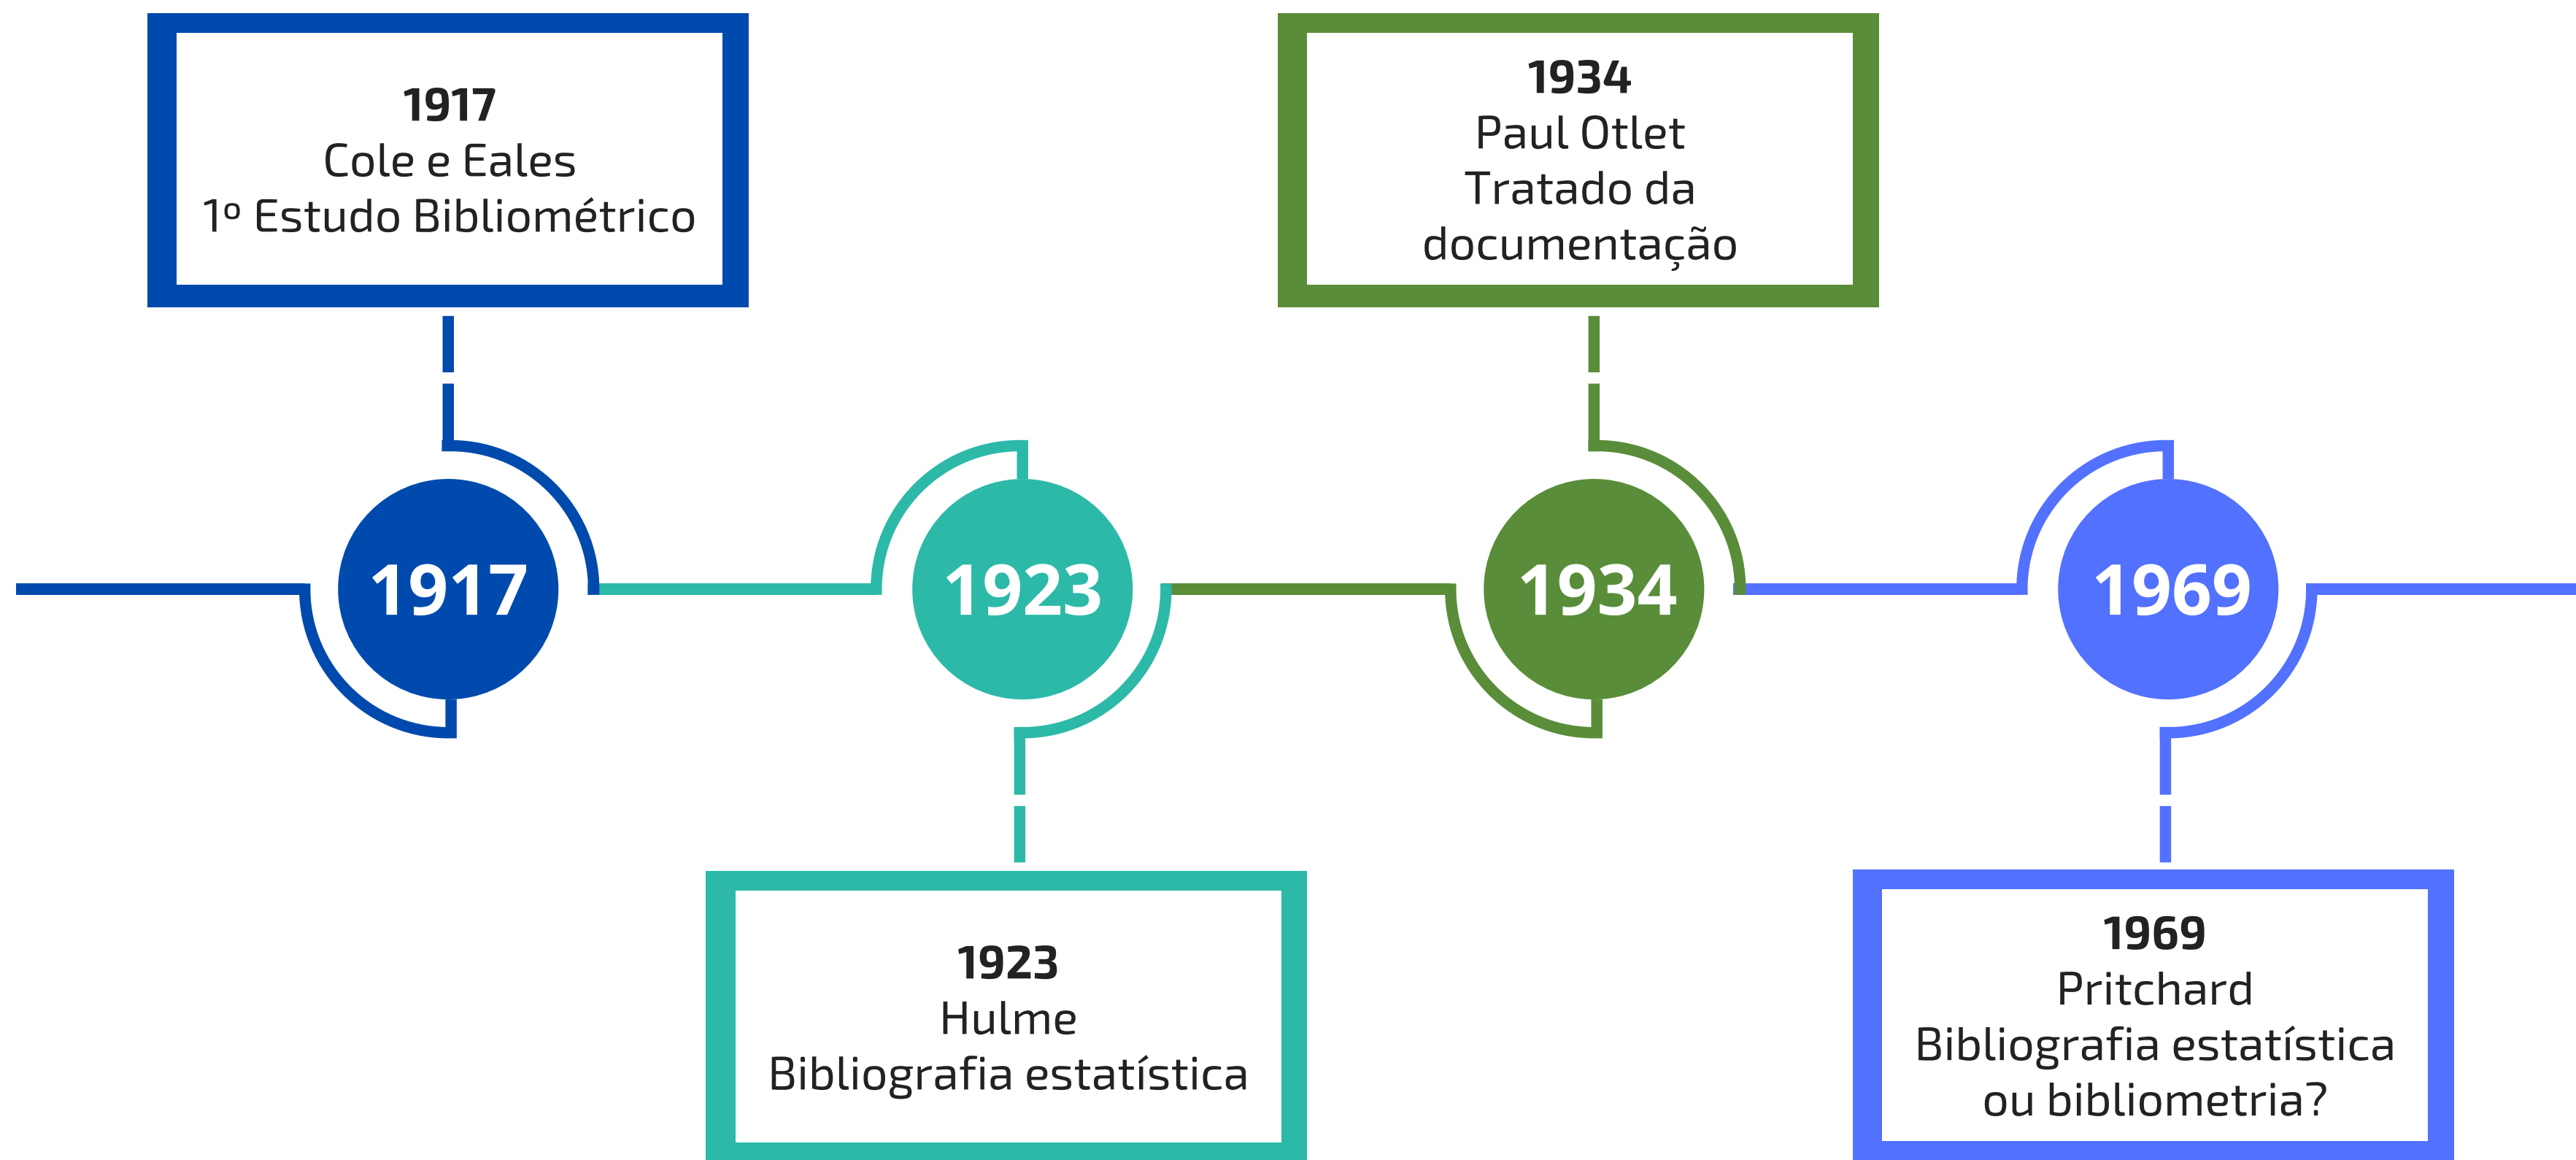 1917
Cole e Eales
1º Estudo Bibliométrico
1934
Paul Otlet
Tratado da
documentação
1917
1923
1934
1969
1923
Hulme
Bibliografia estatística
1969
Pritchard
Bibliografia estatística
ou bibliometria?